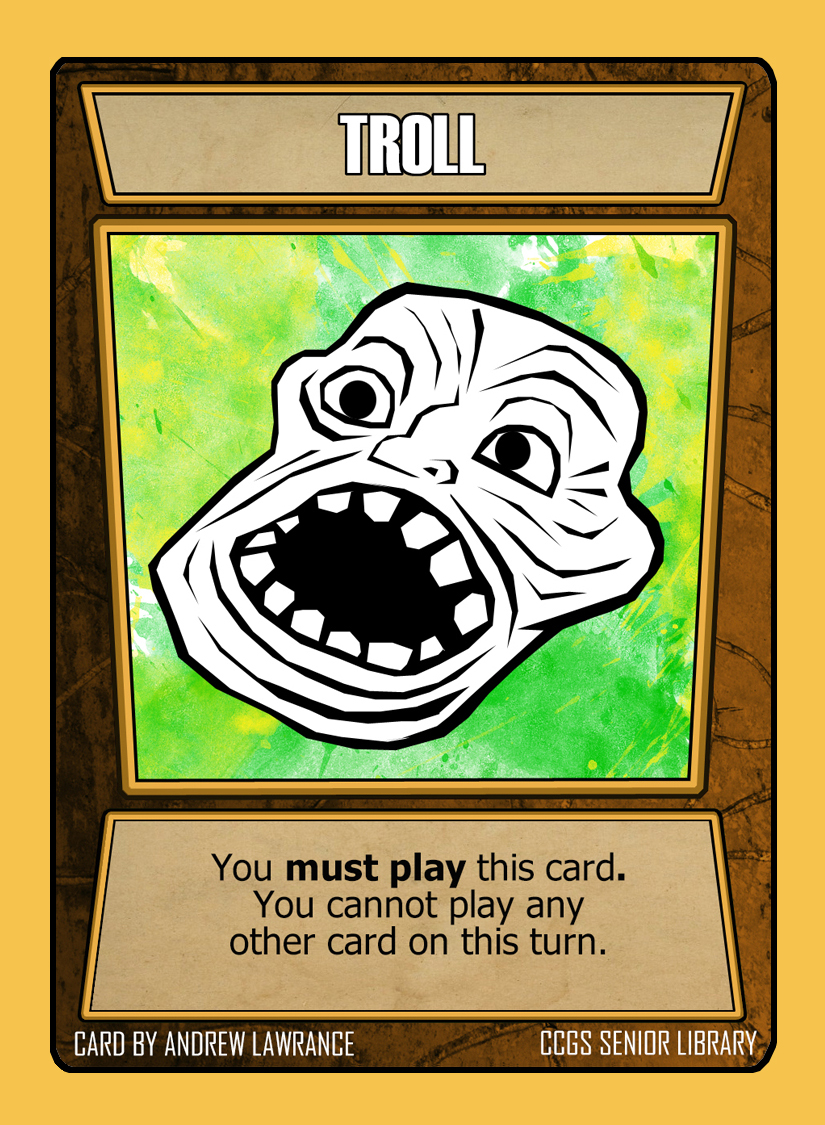 TROLL
You must play this card.
You cannot play any
other card on this turn.
CARD BY ANDREW LAWRANCE
CCGS SENIOR LIBRARY